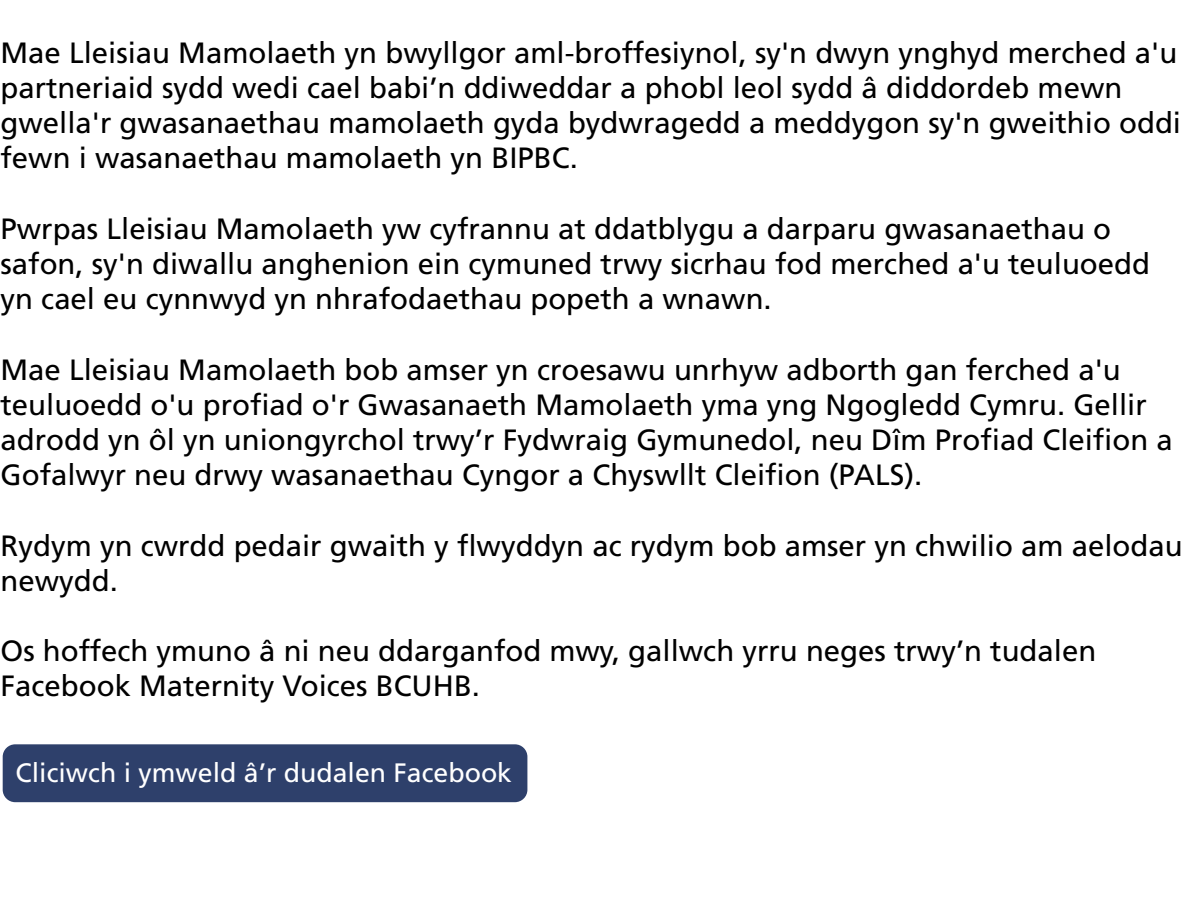 Mae Lleisiau Mamolaeth yn bwyllgor aml-broffesiynol, sy'n dwyn ynghyd merched a'u
partneriaid sydd wedi cael babi’n ddiweddar a phobl leol sydd â diddordeb mewn
gwella'r gwasanaethau mamolaeth gyda bydwragedd a meddygon sy'n gweithio oddi
fewn i wasanaethau mamolaeth yn BIPBC.
Pwrpas Lleisiau Mamolaeth yw cyfrannu at ddatblygu a darparu gwasanaethau o
safon, sy'n diwallu anghenion ein cymuned trwy sicrhau fod merched a'u teuluoedd
yn cael eu cynnwyd yn nhrafodaethau popeth a wnawn.
Mae Lleisiau Mamolaeth bob amser yn croesawu unrhyw adborth gan ferched a'u
teuluoedd o'u profiad o'r Gwasanaeth Mamolaeth yma yng Ngogledd Cymru. Gellir
adrodd yn ôl yn uniongyrchol trwy’r Fydwraig Gymunedol, neu Dîm Profiad Cleifion a
Gofalwyr neu drwy wasanaethau Cyngor a Chyswllt Cleifion (PALS).
Rydym yn cwrdd pedair gwaith y flwyddyn ac rydym bob amser yn chwilio am aelodau
newydd.
Os hoffech ymuno â ni neu ddarganfod mwy, gallwch yrru neges trwy’n tudalen
Facebook Maternity Voices BCUHB.
Cliciwch i ymweld â’r dudalen Facebook